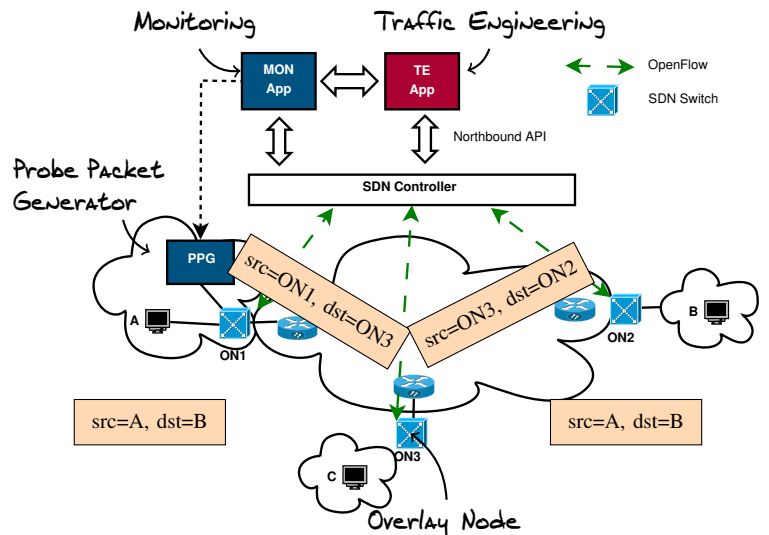 Monitoring
Traffic Engineering
MON
App
TE
App
OpenFlow
SDN Switch
Northbound API
Probe Packet
Generator
SDN Controller
PPG
src=ON1, dst=ON3
src=ON3, dst=ON2
A
B
ON1
ON2
src=A, dst=B
src=A, dst=B
ON3
C
Overlay Node